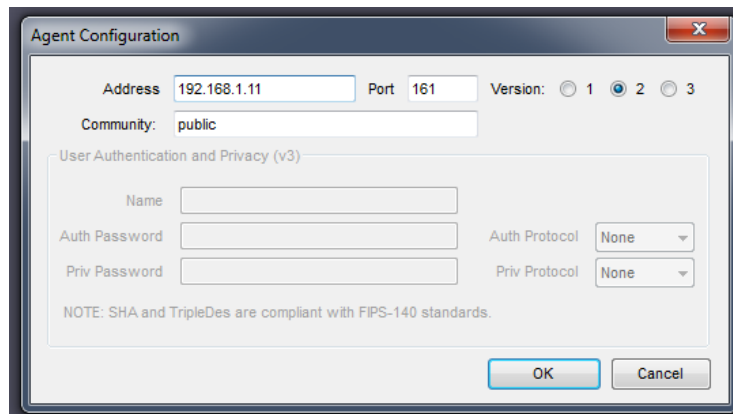 Agent Configuration
Address 192.168.1.11 Port 161 Version: 1 2 3
Community: public
User Authentication and Privacy (v3)
Name
Auth Password Auth Protocol None
Priv Password Priv Protocol None
NOTE: SHA and TripleDes are compliant with FIPS-140 standards.
OK Cancel